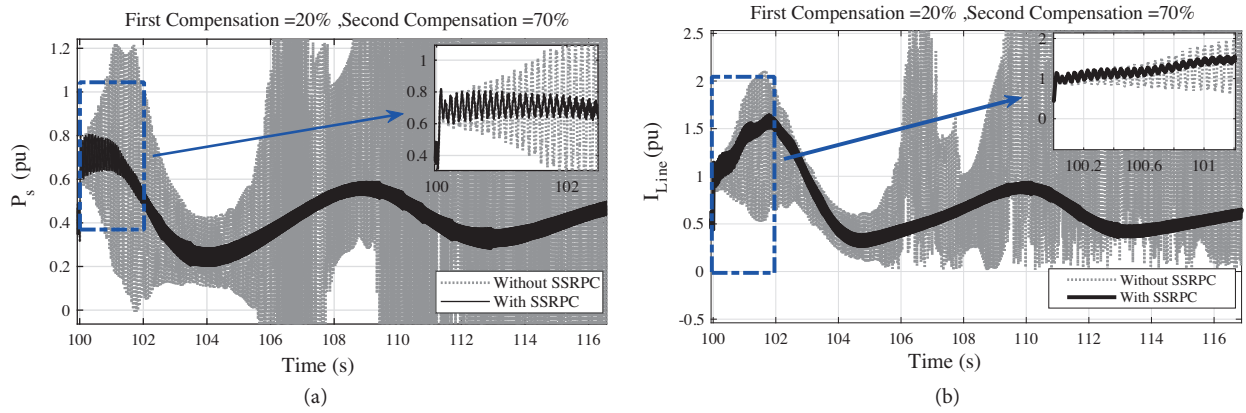 First Compensation =20% ,Second Compensation =70%
1.2
1
0.8
0.6
0.4
0.2
0
P_s (pu)
1
0.8
0.6
0.4
100
102
Without SSRPC
With SSRPC
100 102 104 106 108 110 112 114 116
Time (s)
(a)
First Compensation =20% ,Second Compensation =70%
2.5
2
1.5
1
0.5
0
-0.5
I_Line (pu)
2
1
0
100.2 100.6 101
Without SSRPC
With SSRPC
100 102 104 106 108 110 112 114 116
Time (s)
(b)